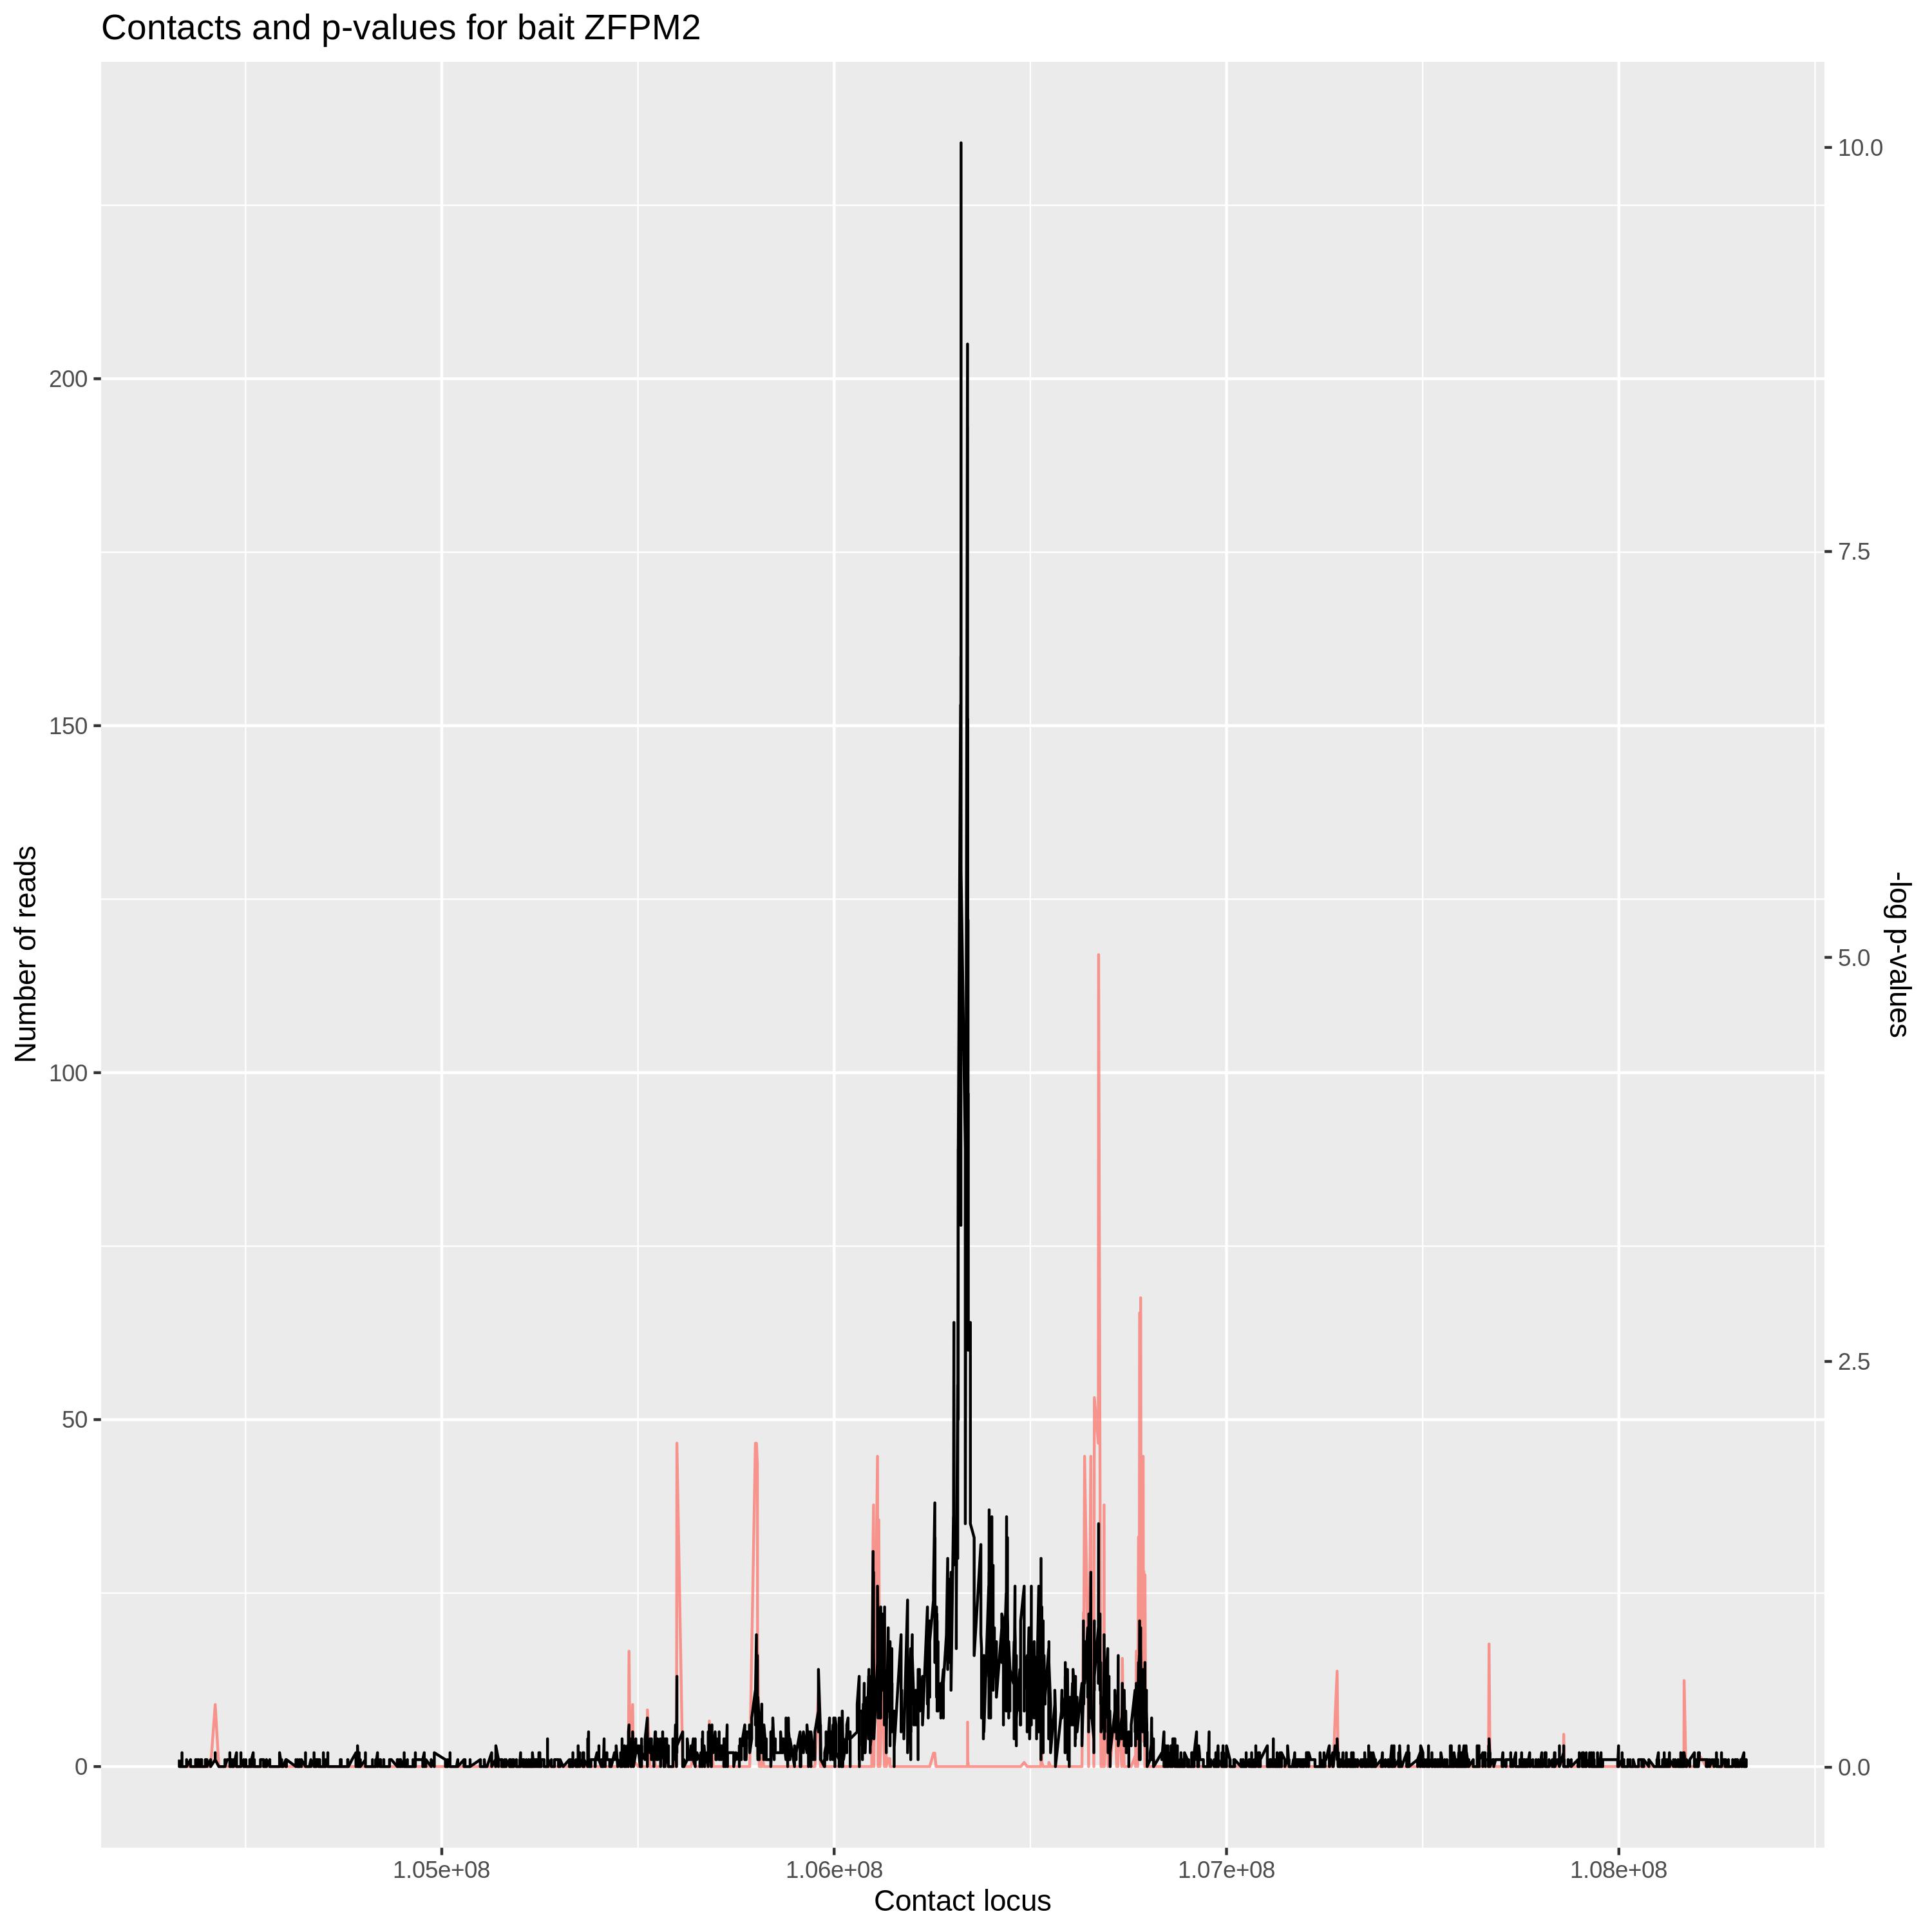 Contacts and p-values for bait ZFPM2
Number of reads
200
150
100
50
0
10.0
7.5
5.0
2.5
0.0
-log p-values
1.05e+08
1.06e+08
1.07e+08
1.08e+08
Contact locus